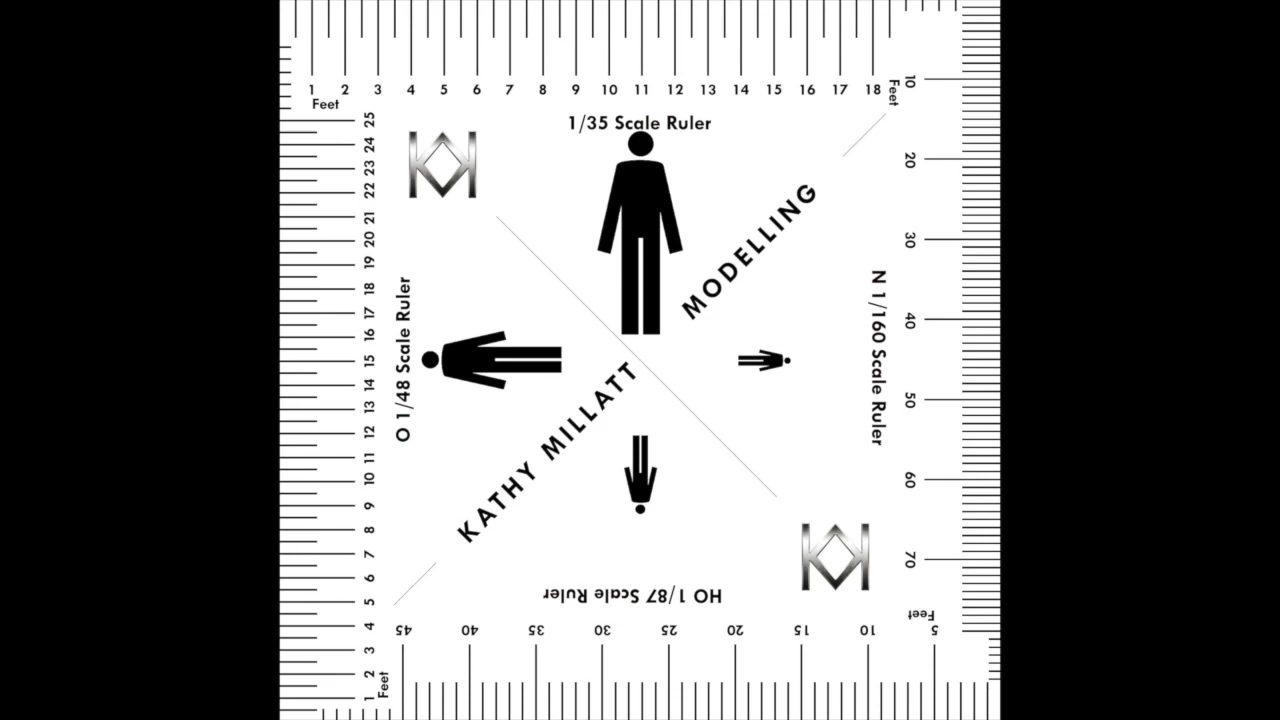 1 2 3 4 5 6 7 8 9 10 11 12 13 14 15 16 17 18
Feet
Feet
1/35 Scale Ruler
25
24
23
22
21
20
19
18
17
16
15
14
13
12
11
10
9
8
7
6
5
4
3
2
1
Feet
O 1/48 Scale Ruler
KATHY MILLATT MODELLING
N 1/160 Scale Ruler
10
20
30
40
50
60
70
Feet
HO 1/87 Scale Ruler
5 10 15 20 25 30 35 40 45